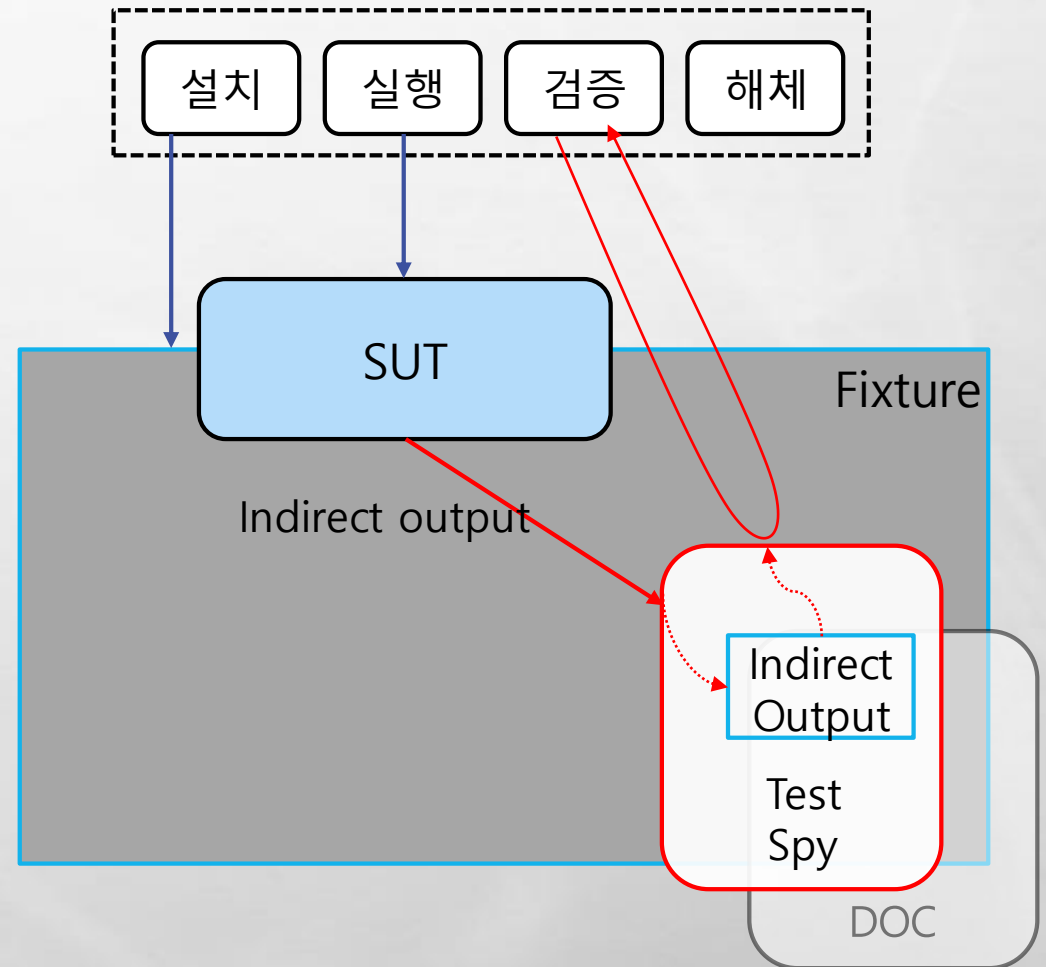 설치 실행 검증 해체
SUT
Fixture
Indirect output
Indirect
Output
Test
Spy
DOC